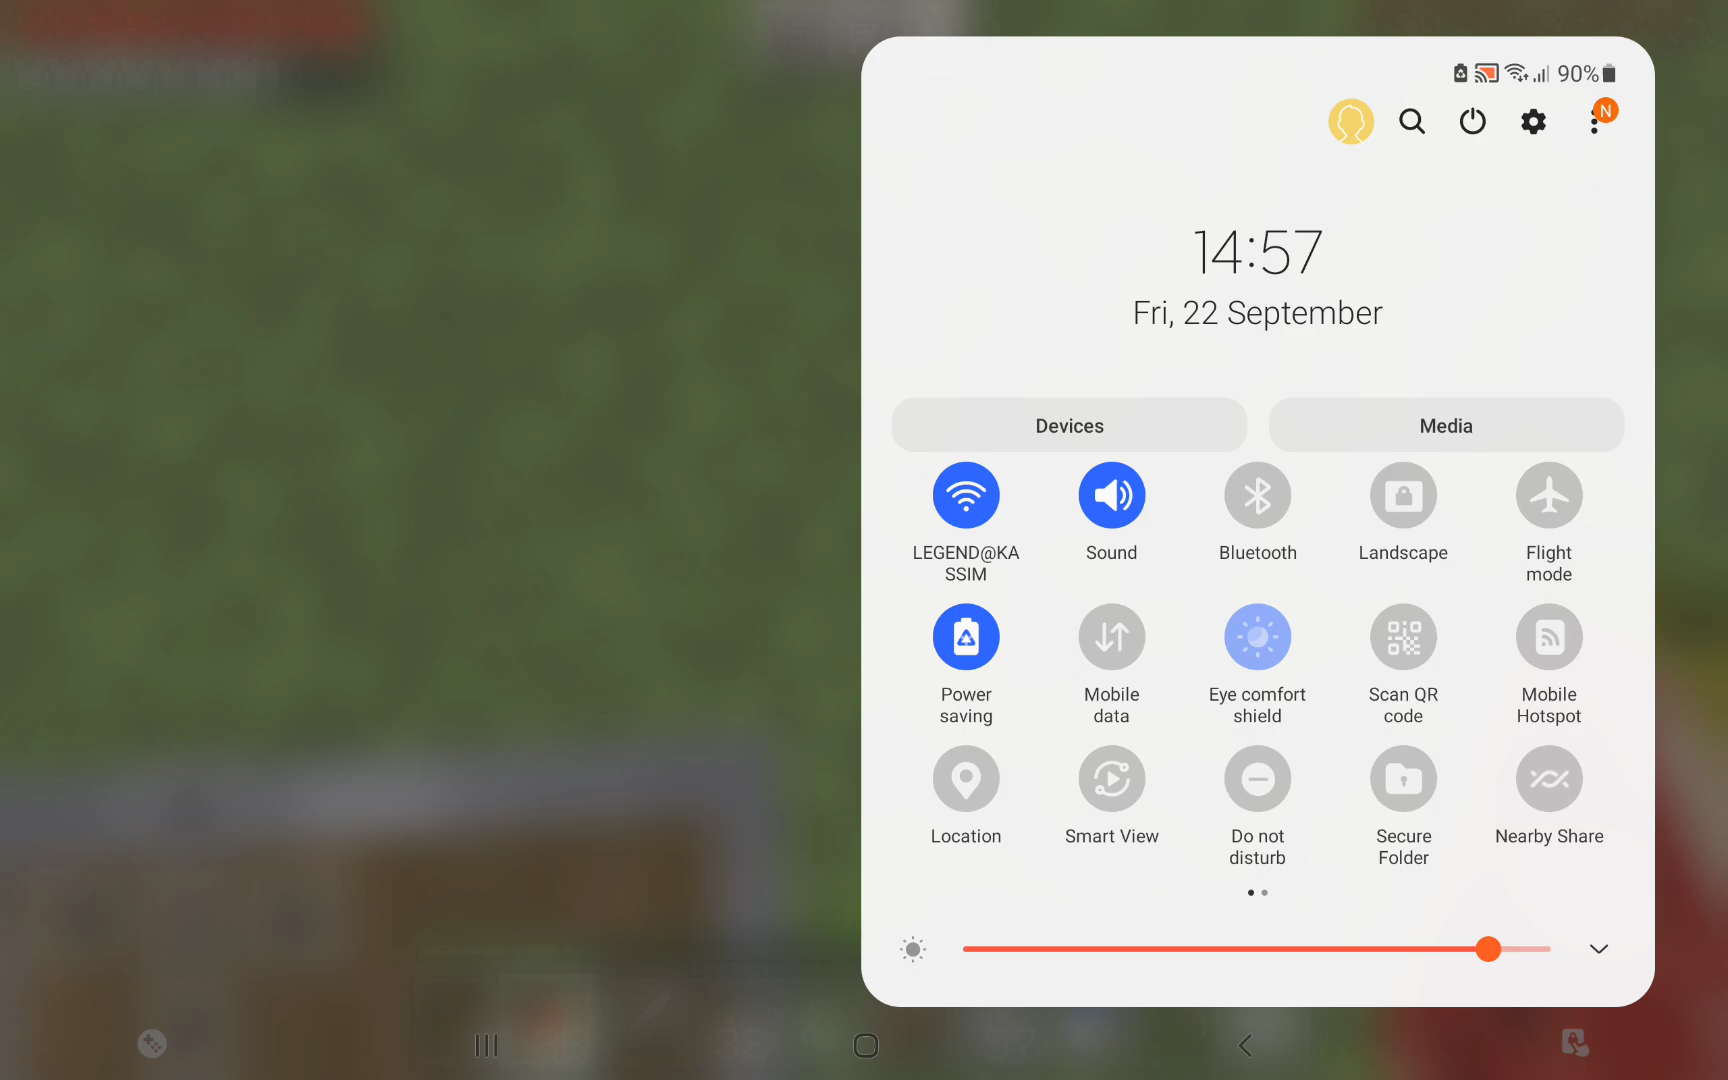 90%
N
14:57
Fri, 22 September
Devices
Media
LEGEND@KA
SSIM
Sound
Bluetooth
Landscape
Flight
mode
Power
saving
Mobile
data
Eye comfort
shield
Scan QR
code
Mobile
Hotspot
Location
Smart View
Do not
disturb
Secure
Folder
Nearby Share